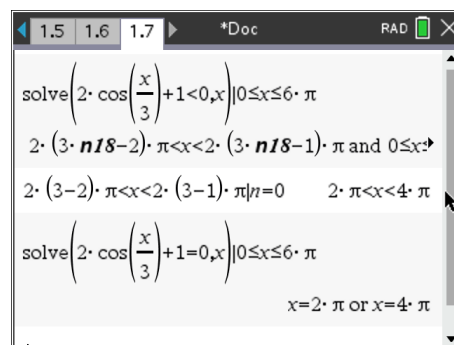 1.5 1.6 1.7 *Doc RAD
solve(2·cos(x/3)+1<0,x)|0≤x≤6·π
2·(3·n18−2)·π<x<2·(3·n18−1)·π and 0≤x
2·(3−2)·π<x<2·(3−1)·π|n=0 2·π<x<4·π
solve(2·cos(x/3)+1=0,x)|0≤x≤6·π
x=2·π or x=4·π